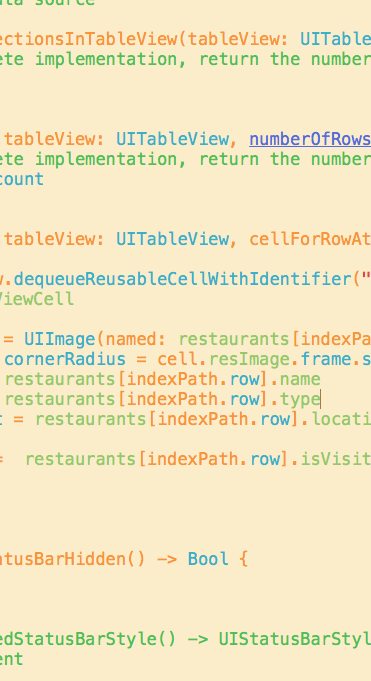 ata source
ectionsInTableView(tableView: UITable
ete implementation, return the number
tableView: UITableView, numberOfRows
ete implementation, return the number
count
tableView: UITableView, cellForRowAt
w.dequeueReusableCellWithIdentifier("
ViewCell
= UIImage(named: restaurants[indexPa
cornerRadius = cell.resImage.frame.s
restaurants[indexPath.row].name
restaurants[indexPath.row].type
t = restaurants[indexPath.row].locati
= restaurants[indexPath.row].isVisit
atusBarHidden() -> Bool {
edStatusBarStyle() -> UIStatusBarStyl
ent